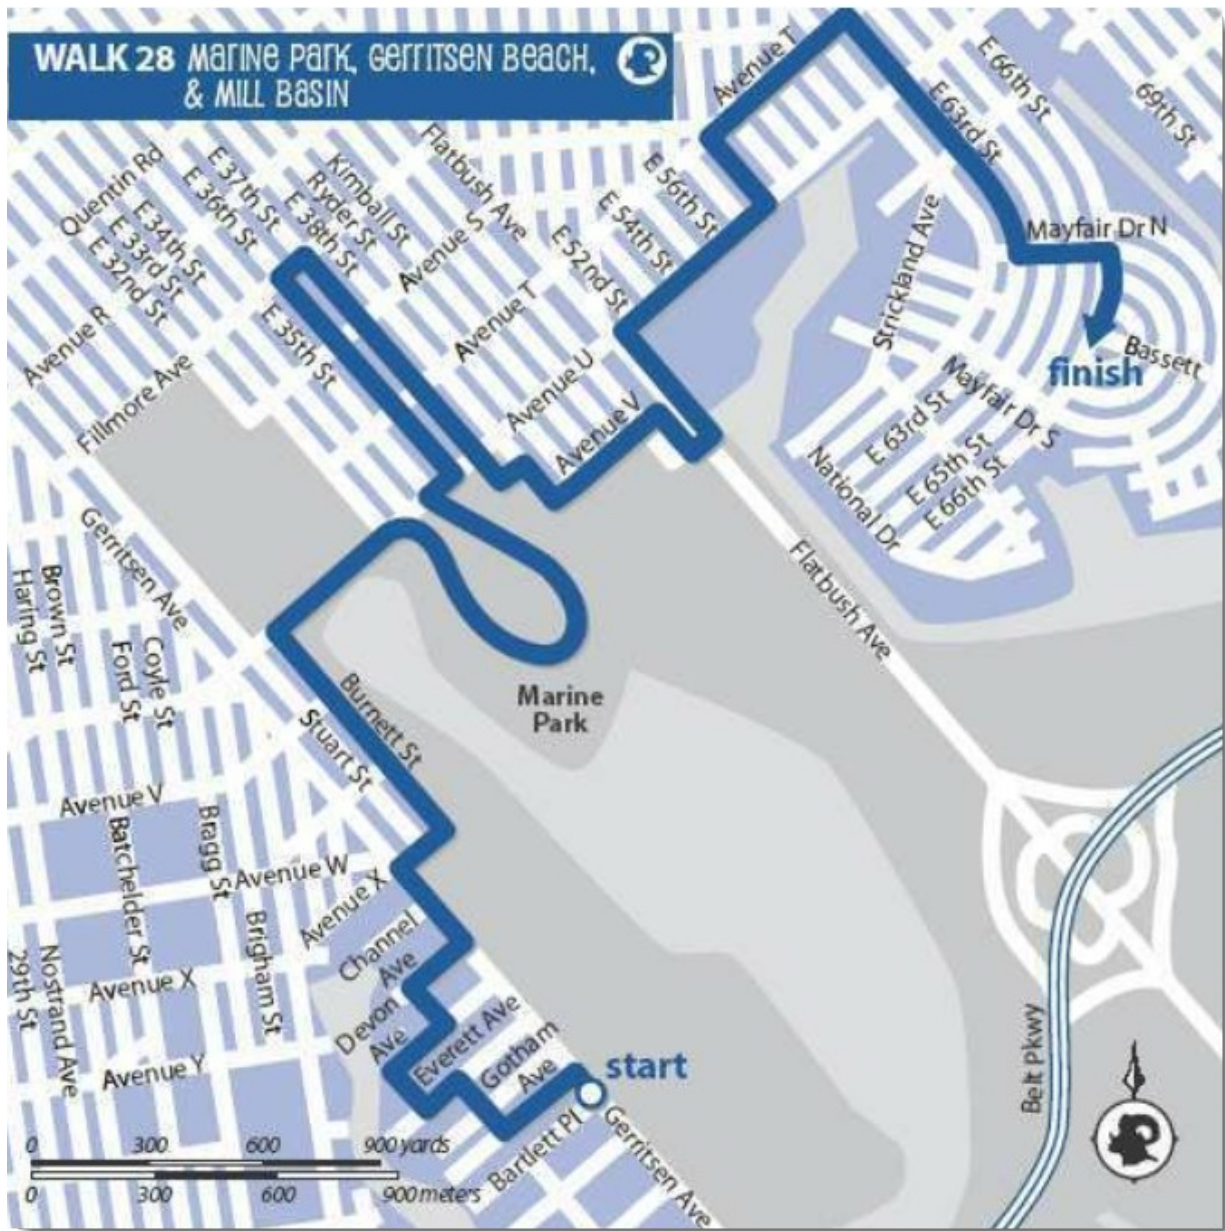 WALK 28 Marine Park, Gerritsen Beach,
& Mill Basin
Avenue T
E 66th St
69th St
E 63rd St
Quentin Rd
E 37th St
E 36th St
Kimball St
Ryder St
E 38th St
Flatbush Ave
Avenue S
E 56th St
E 54th St
E 52nd St
E34th St
E 33rd St
E 32nd St
Avenue R
Fillmore Ave
E 35th St
Avenue T
Avenue U
Avenue V
Strickland Ave
Mayfair Dr N
Bassett
finish
Mayfair Dr S
E 63rd St
E 65th St
E 66th St
National Dr
Flatbush Ave
Gerritsen Ave
Brown St
Haring St
Coyle St
Ford St
Burnett St
Stuart St
Marine
Park
Avenue V
Batchelder St
Bragg St
Avenue W
Avenue X
Brigham St
Channel
Ave
Devon
Ave
Everett Ave
Gotham
Ave
start
Nostrand Ave
29th St
Avenue X
Avenue Y
Bartlett Pl
Gerritsen Ave
Belt Pkwy
0 300 600 900 yards
0 300 600 900 meters